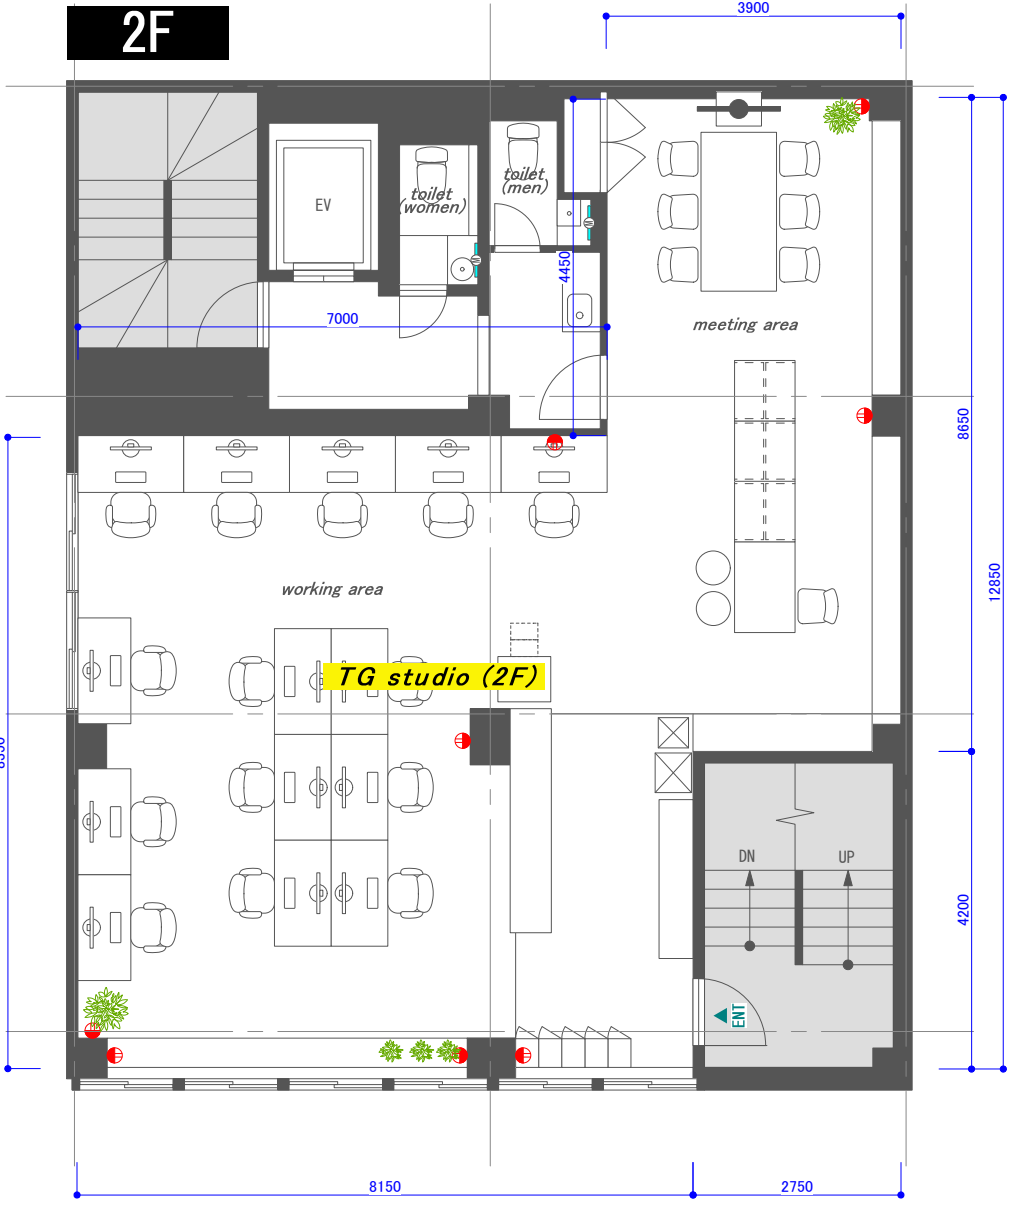 2F
3900
EV
toilet
(women)
toilet
(men)
4450
7000
meeting area
8650
12850
working area
TG studio (2F)
DN
UP
4200
ENT
8150
2750